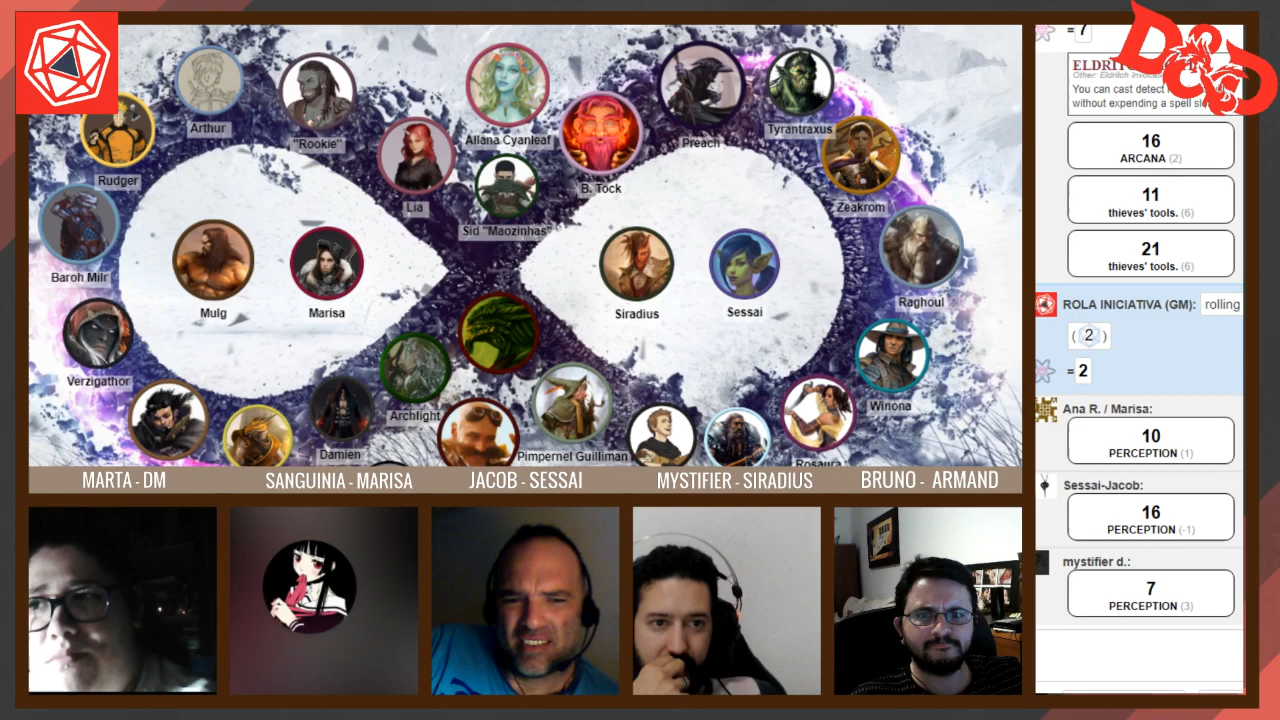 Arthur
"Rookie"
Allana Cyanleaf
Preach
Tyrantraxus
Rudger
Lia
B. Tock
Zeakrom
Sid "Maozinhas"
Baroh Milr
Mulg
Marisa
Siradius
Sessai
Raghoul
Verzigathor
Archlight
Winona
Damien
Pimpernel Guilliman
Rosaura
MARTA - DM
SANGUINIA - MARISA
JACOB - SESSAI
MYSTIFIER - SIRADIUS
BRUNO - ARMAND
D&D
=7
Other: Eldritch
You can cast detect
without expending a spell
16
ARCANA (2)
11
thieves' tools. (6)
21
thieves' tools. (6)
ROLA INICIATIVA (GM): rolling
( 2 )
=2
Ana R. / Marisa:
10
PERCEPTION (1)
Sessai-Jacob:
16
PERCEPTION (-1)
mystifier d.:
7
PERCEPTION (3)